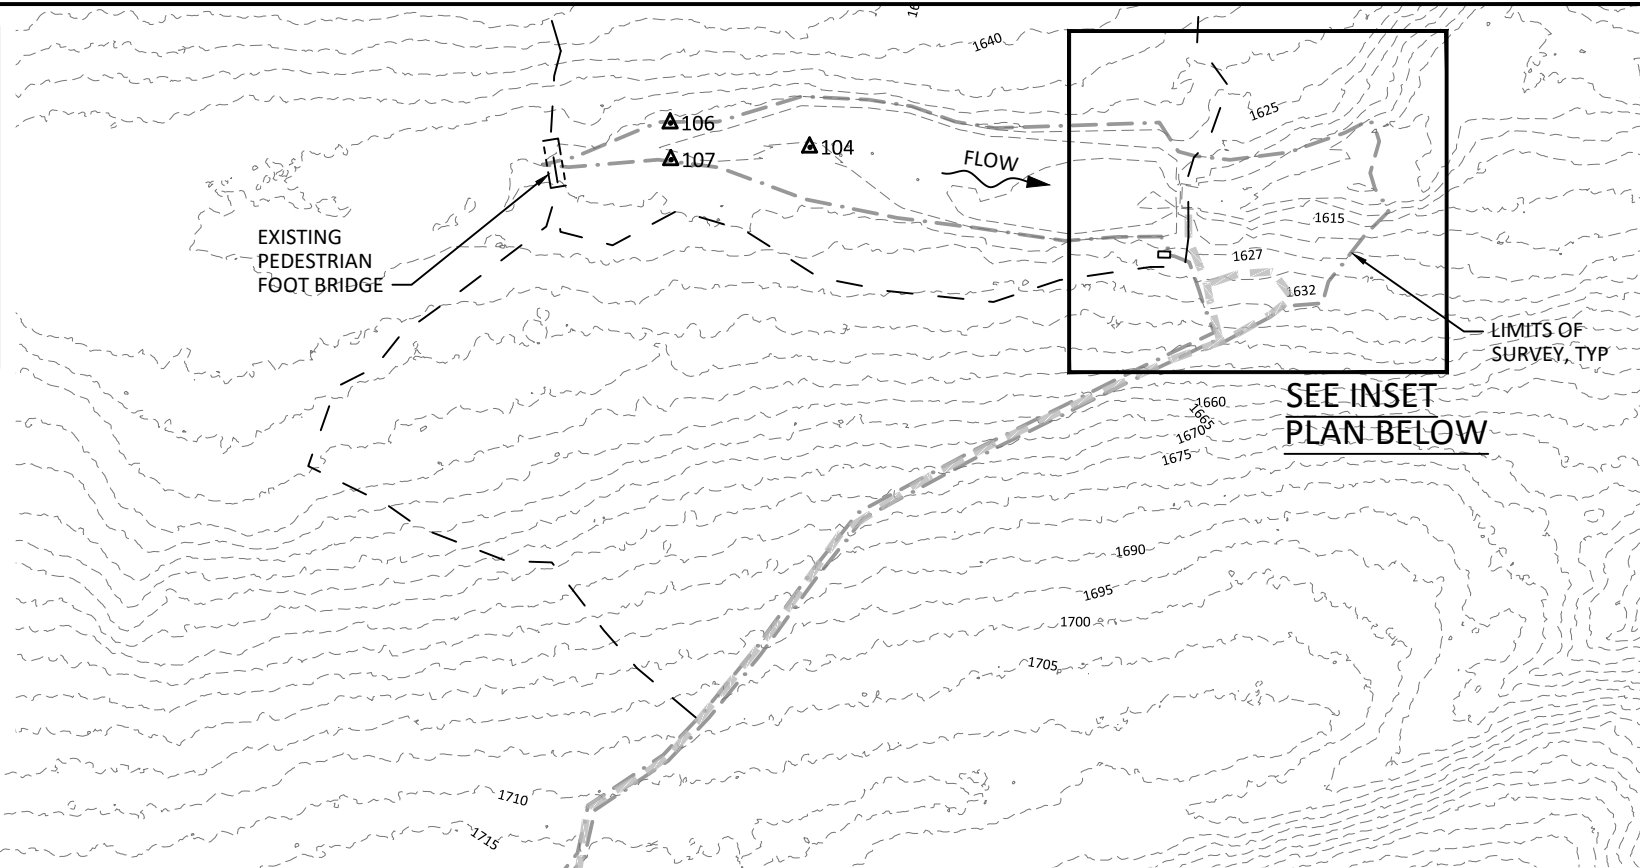 1640
1625
106
107
104
FLOW
1615
EXISTING
PEDESTRIAN
FOOT BRIDGE
1627
1632
LIMITS OF
SURVEY, TYP
SEE INSET
PLAN BELOW
1660
1665
1670
1675
1690
1695
1700
1705
1710
1715